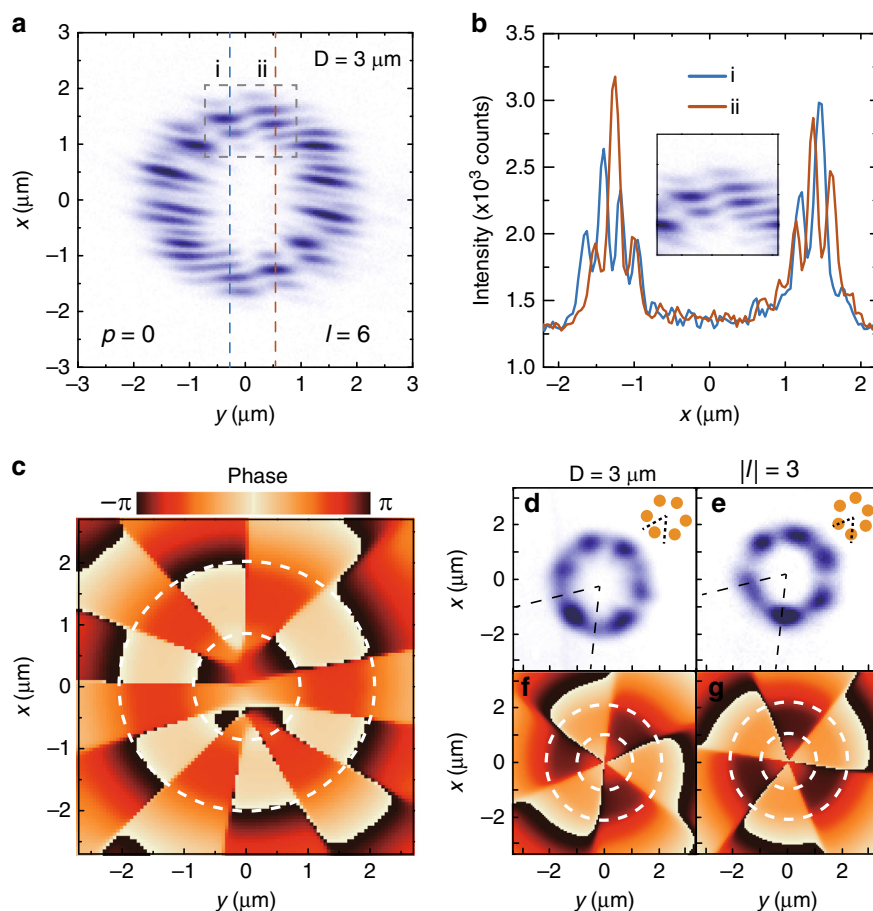 a
i
ii
D = 3 μm
p = 0
l = 6
3
2
1
0
−1
−2
−3
x (μm)
−3
−2
−1
0
1
2
3
y (μm)
b
i
ii
3.5
3.0
2.5
2.0
1.5
1.0
Intensity (x10³ counts)
−2
−1
0
1
2
x (μm)
c
Phase
−π
π
2
1
0
−1
−2
x (μm)
−2
−1
0
1
2
y (μm)
D = 3 μm
|l| = 3
d
e
2
0
−2
x (μm)
f
g
2
0
−2
x (μm)
−2
0
2
−2
0
2
y (μm)
y (μm)